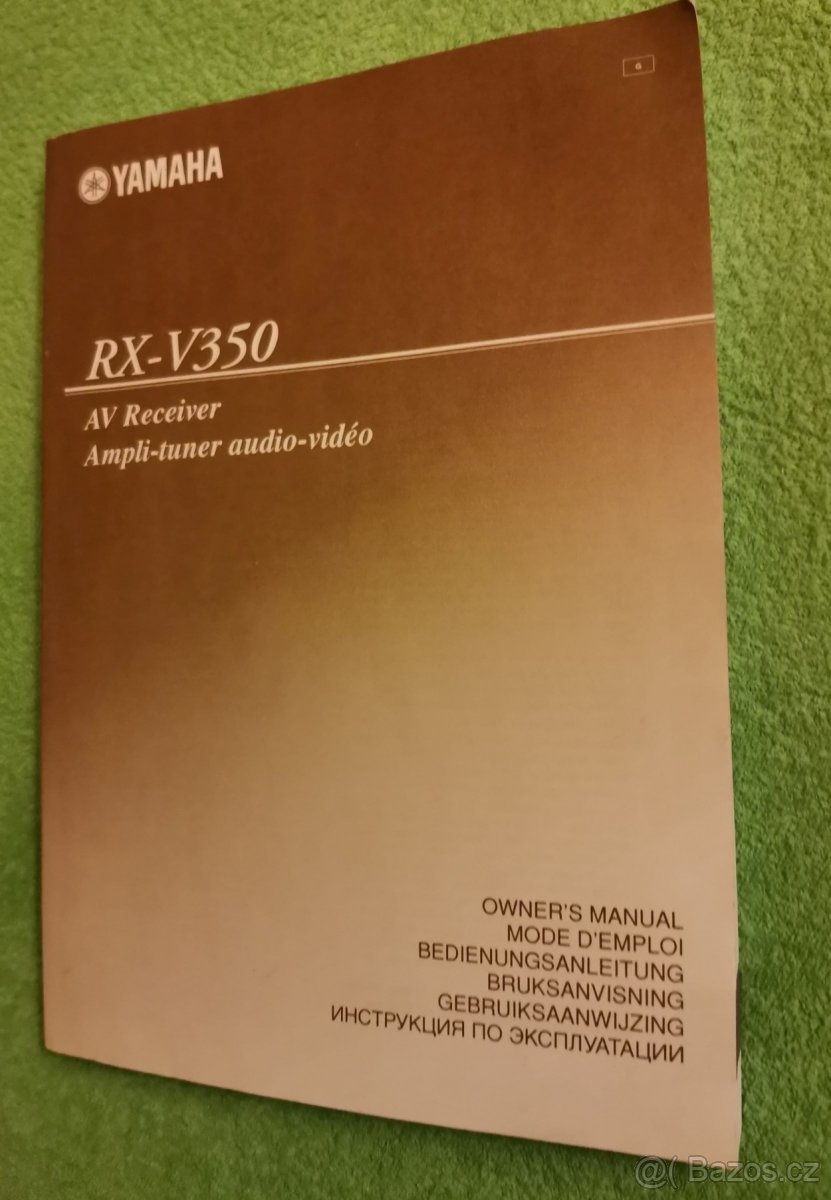 G
YAMAHA
RX-V350
AV Receiver
Ampli-tuner audio-vidéo
OWNER'S MANUAL
MODE D'EMPLOI
BEDIENUNGSANLEITUNG
BRUKSANVISNING
GEBRUIKSAANWIJZING
ИНСТРУКЦИЯ ПО ЭКСПЛУАТАЦИИ
@( Bazos.cz